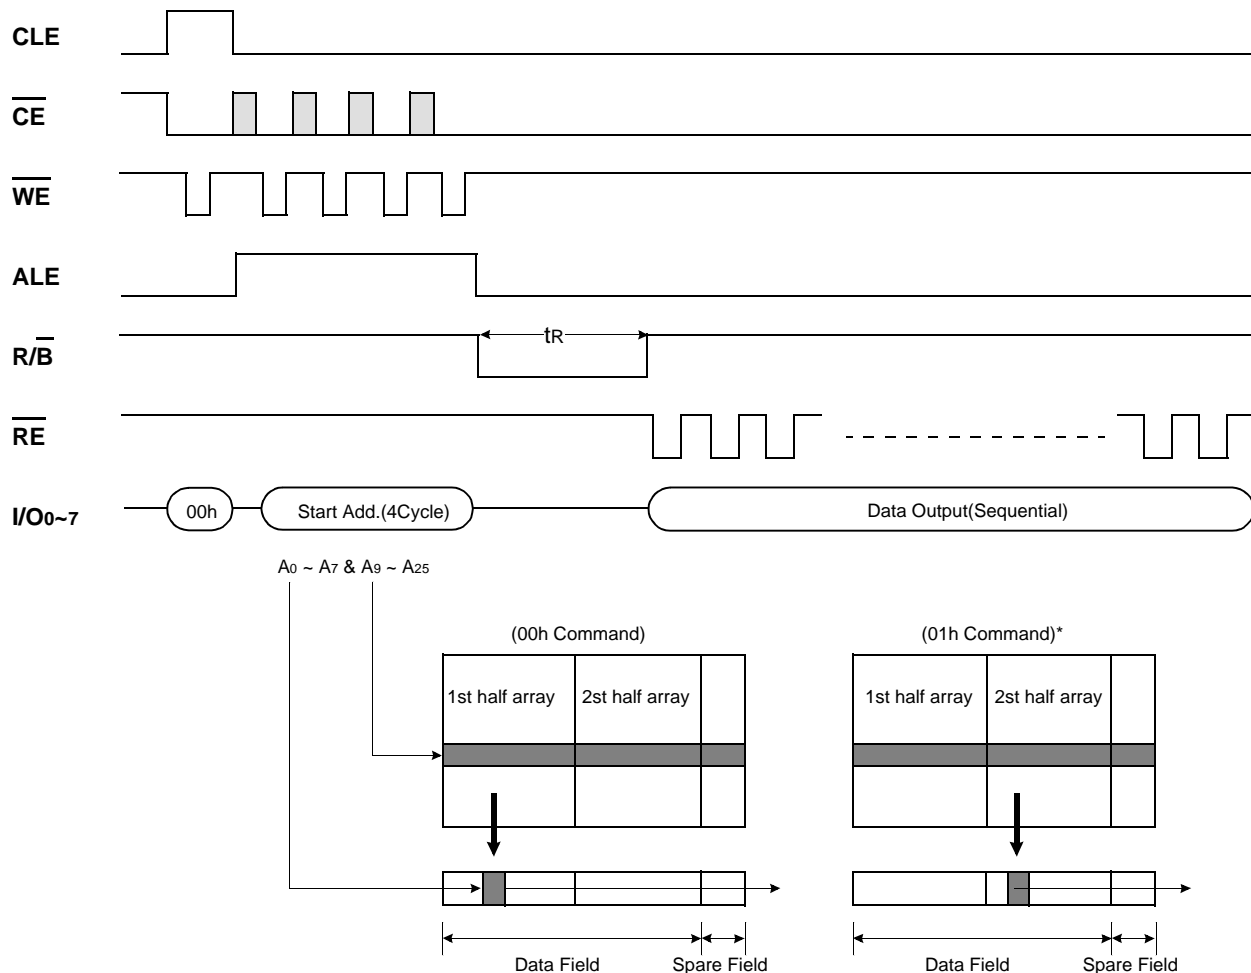 CLE
CE
WE
ALE
R/B
tR
RE
I/O0~7
00h
Start Add.(4Cycle)
Data Output(Sequential)
A0 ~ A7 & A9 ~ A25
(00h Command)
(01h Command)*
1st half array
2st half array
1st half array
2st half array
Data Field
Spare Field
Data Field
Spare Field